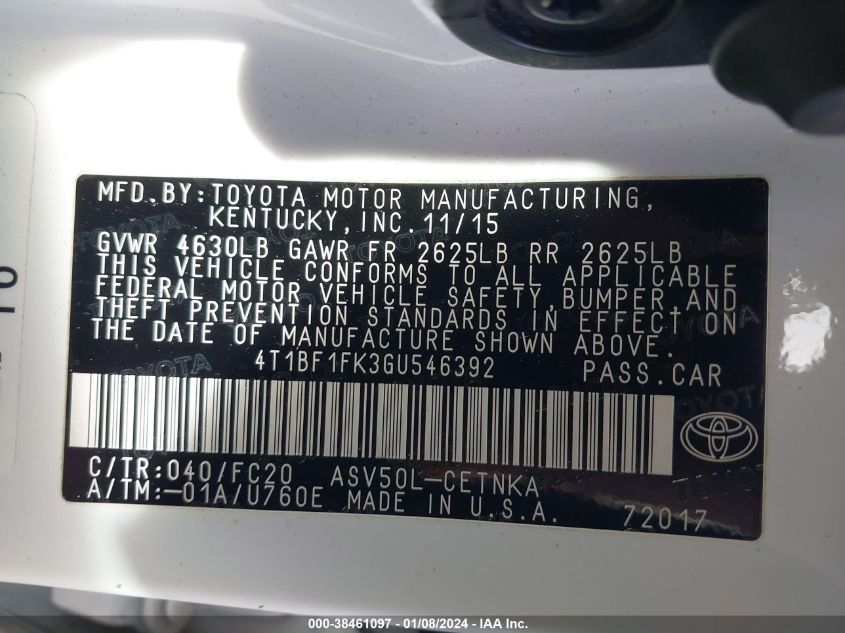 MFD.BY:TOYOTA MOTOR MANUFACTURING,
KENTUCKY,INC.11/15
GVWR 4630LB GAWR FR 2625LB RR 2625LB
THIS VEHICLE CONFORMS TO ALL APPLICABLE
FEDERAL MOTOR VEHICLE SAFETY,BUMPER AND
THEFT PREVENTION STANDARDS IN EFFECT ON
THE DATE OF MANUFACTURE SHOWN ABOVE.
4T1BF1FK3GU546392 PASS.CAR
C/TR:040/FC20 ASV50L-CETNKA
A/TM:-01A/U760E MADE IN U.S.A. 72017
000-38461097 - 01/08/2024 - IAA, Inc.